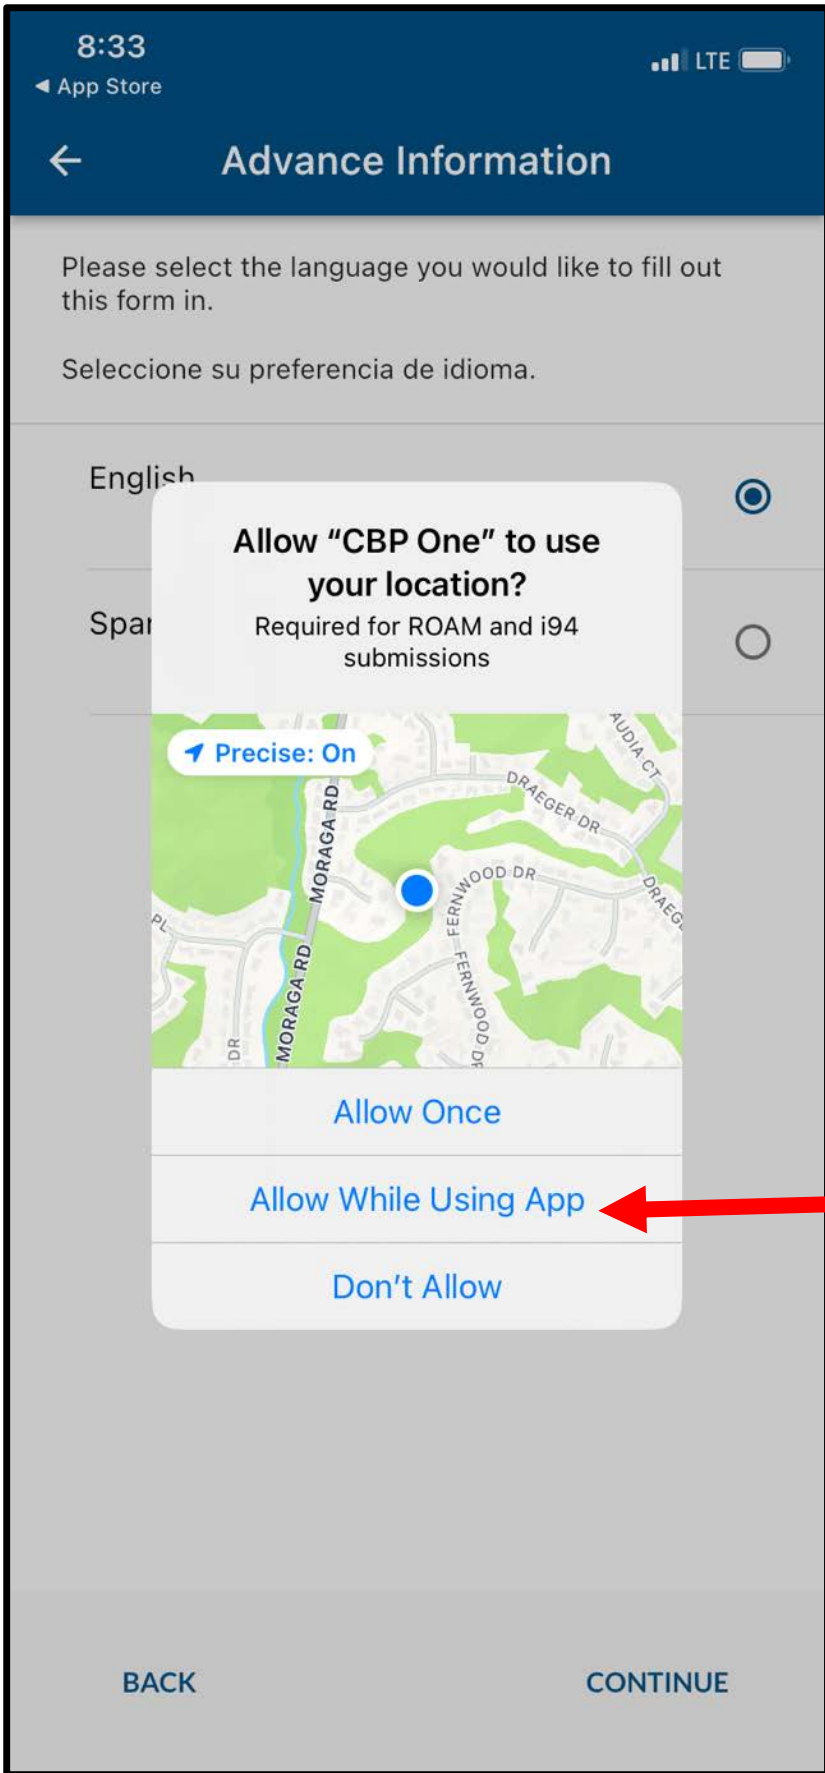 8:33
LTE
◀ App Store
Advance Information
Please select the language you would like to fill out
this form in.
Seleccione su preferencia de idioma.
English
Allow “CBP One” to use
your location?
Spar
Required for ROAM and i94
submissions
Precise: On
AUDIA CT
DRAEGER DR
MORAGA RD
FERNWOOD DR
DRAEG
PL
FERNWOOD DR
MORAGA RD
DR
Allow Once
Allow While Using App
Don’t Allow
BACK
CONTINUE